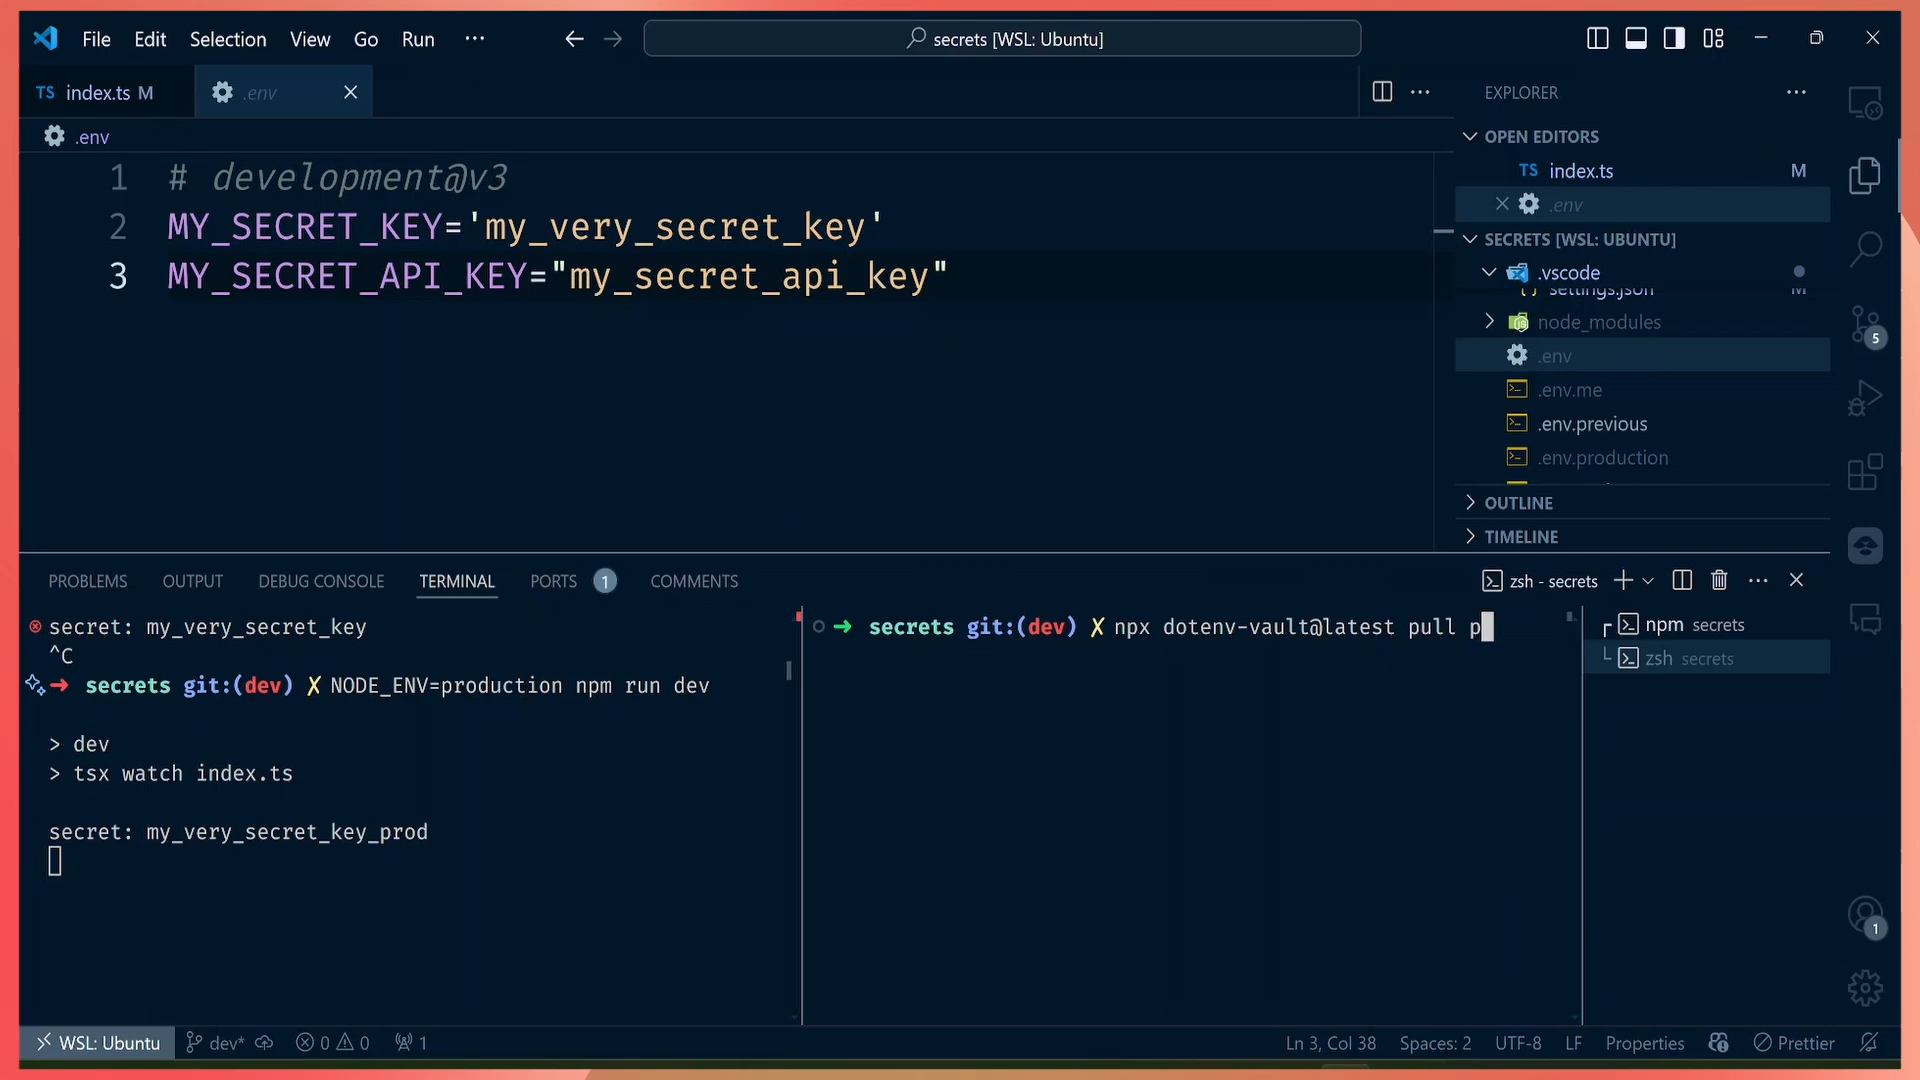 File Edit Selection View Go Run ···
secrets [WSL: Ubuntu]
TS index.ts M
.env
.env
1 # development@v3
2 MY_SECRET_KEY='my_very_secret_key'
3 MY_SECRET_API_KEY="my_secret_api_key"
EXPLORER
OPEN EDITORS
TS index.ts M
.env
SECRETS [WSL: UBUNTU]
.vscode
settings.json M
node_modules
.env
.env.me
.env.previous
.env.production
OUTLINE
TIMELINE
5
PROBLEMS OUTPUT DEBUG CONSOLE TERMINAL PORTS 1 COMMENTS
zsh - secrets
secret: my_very_secret_key
^C
➜ secrets git:(dev) ✗ NODE_ENV=production npm run dev
> dev
> tsx watch index.ts
secret: my_very_secret_key_prod
➜ secrets git:(dev) ✗ npx dotenv-vault@latest pull p
npm secrets
zsh secrets
1
WSL: Ubuntu dev* 0 0 1
Ln 3, Col 38 Spaces: 2 UTF-8 LF Properties Prettier